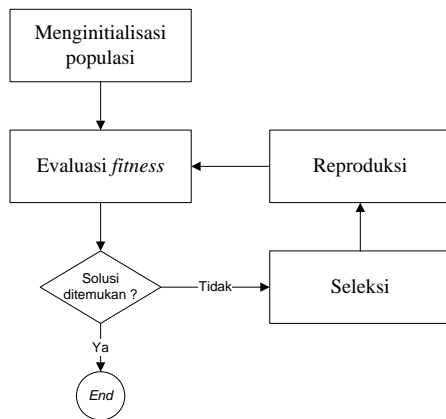 Menginitialisasi
populasi
Evaluasi fitness
Reproduksi
Solusi
ditemukan ?
Tidak
Seleksi
Ya
End